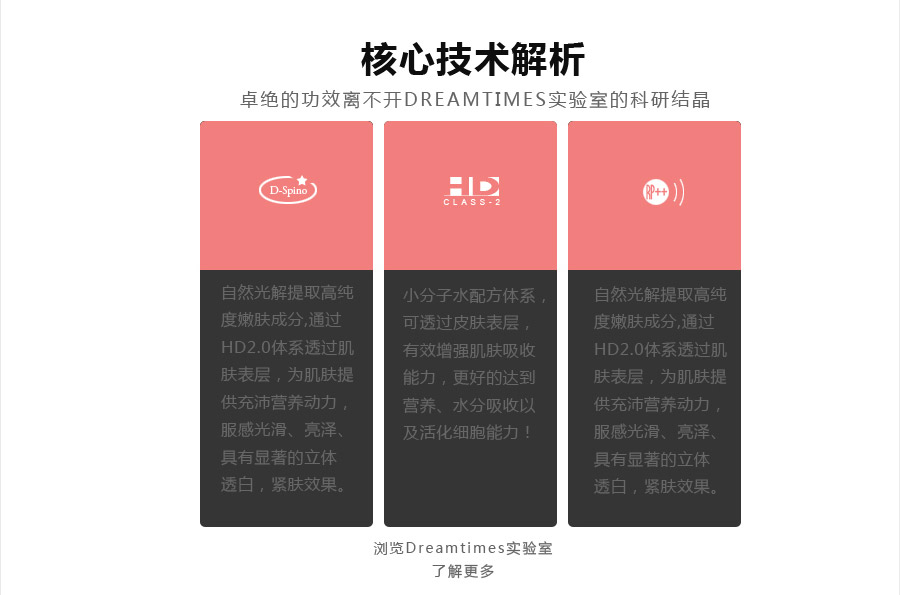 核心技术解析
卓绝的功效离不开DREAMTIMES实验室的科研结晶
D-Spino
自然光解提取高纯
度嫩肤成分,通过
HD2.0体系透过肌
肤表层，为肌肤提
供充沛营养动力，
服感光滑、亮泽、
具有显著的立体
透白，紧肤效果。
HD
CLASS-2
小分子水配方体系，
可透过皮肤表层，
有效增强肌肤吸收
能力，更好的达到
营养、水分吸收以
及活化细胞能力！
RP++
自然光解提取高纯
度嫩肤成分,通过
HD2.0体系透过肌
肤表层，为肌肤提
供充沛营养动力，
服感光滑、亮泽、
具有显著的立体
透白，紧肤效果。
浏览Dreamtimes实验室
了解更多